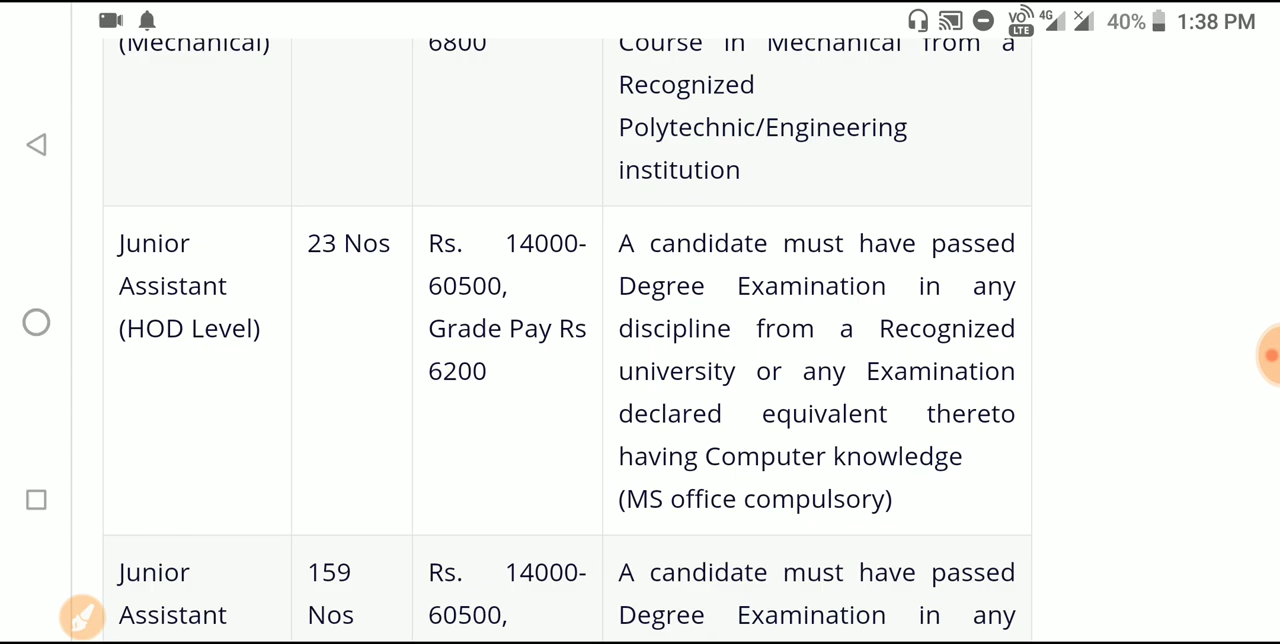 VO 4G LTE 40% 1:38 PM
(Mechanical) 6800 Course in Mechanical from a
Recognized
Polytechnic/Engineering
institution
Junior 23 Nos Rs. 14000- A candidate must have passed
Assistant 60500, Degree Examination in any
(HOD Level) Grade Pay Rs discipline from a Recognized
6200 university or any Examination
declared equivalent thereto
having Computer knowledge
(MS office compulsory)
Junior 159 Rs. 14000- A candidate must have passed
Assistant Nos 60500, Degree Examination in any